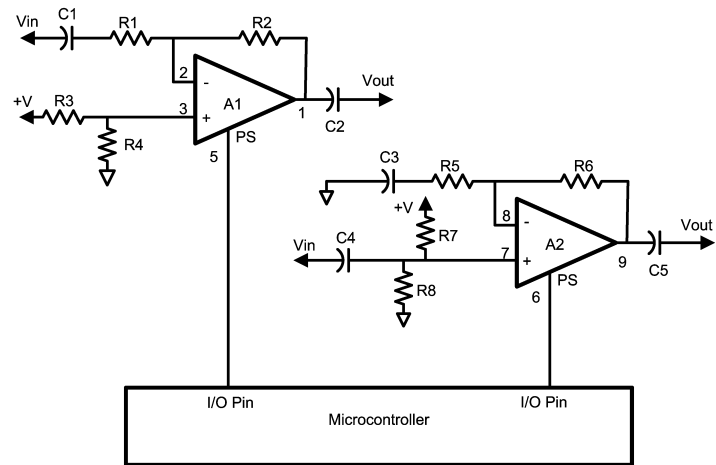 Vin
C1
R1
R2
2
-
A1
+V
R3
3
+
1
Vout
C2
R4
5
PS
C3
R5
R6
+V
8
-
A2
Vout
Vin
C4
R7
7
+
9
C5
R8
6
PS
I/O Pin
I/O Pin
Microcontroller